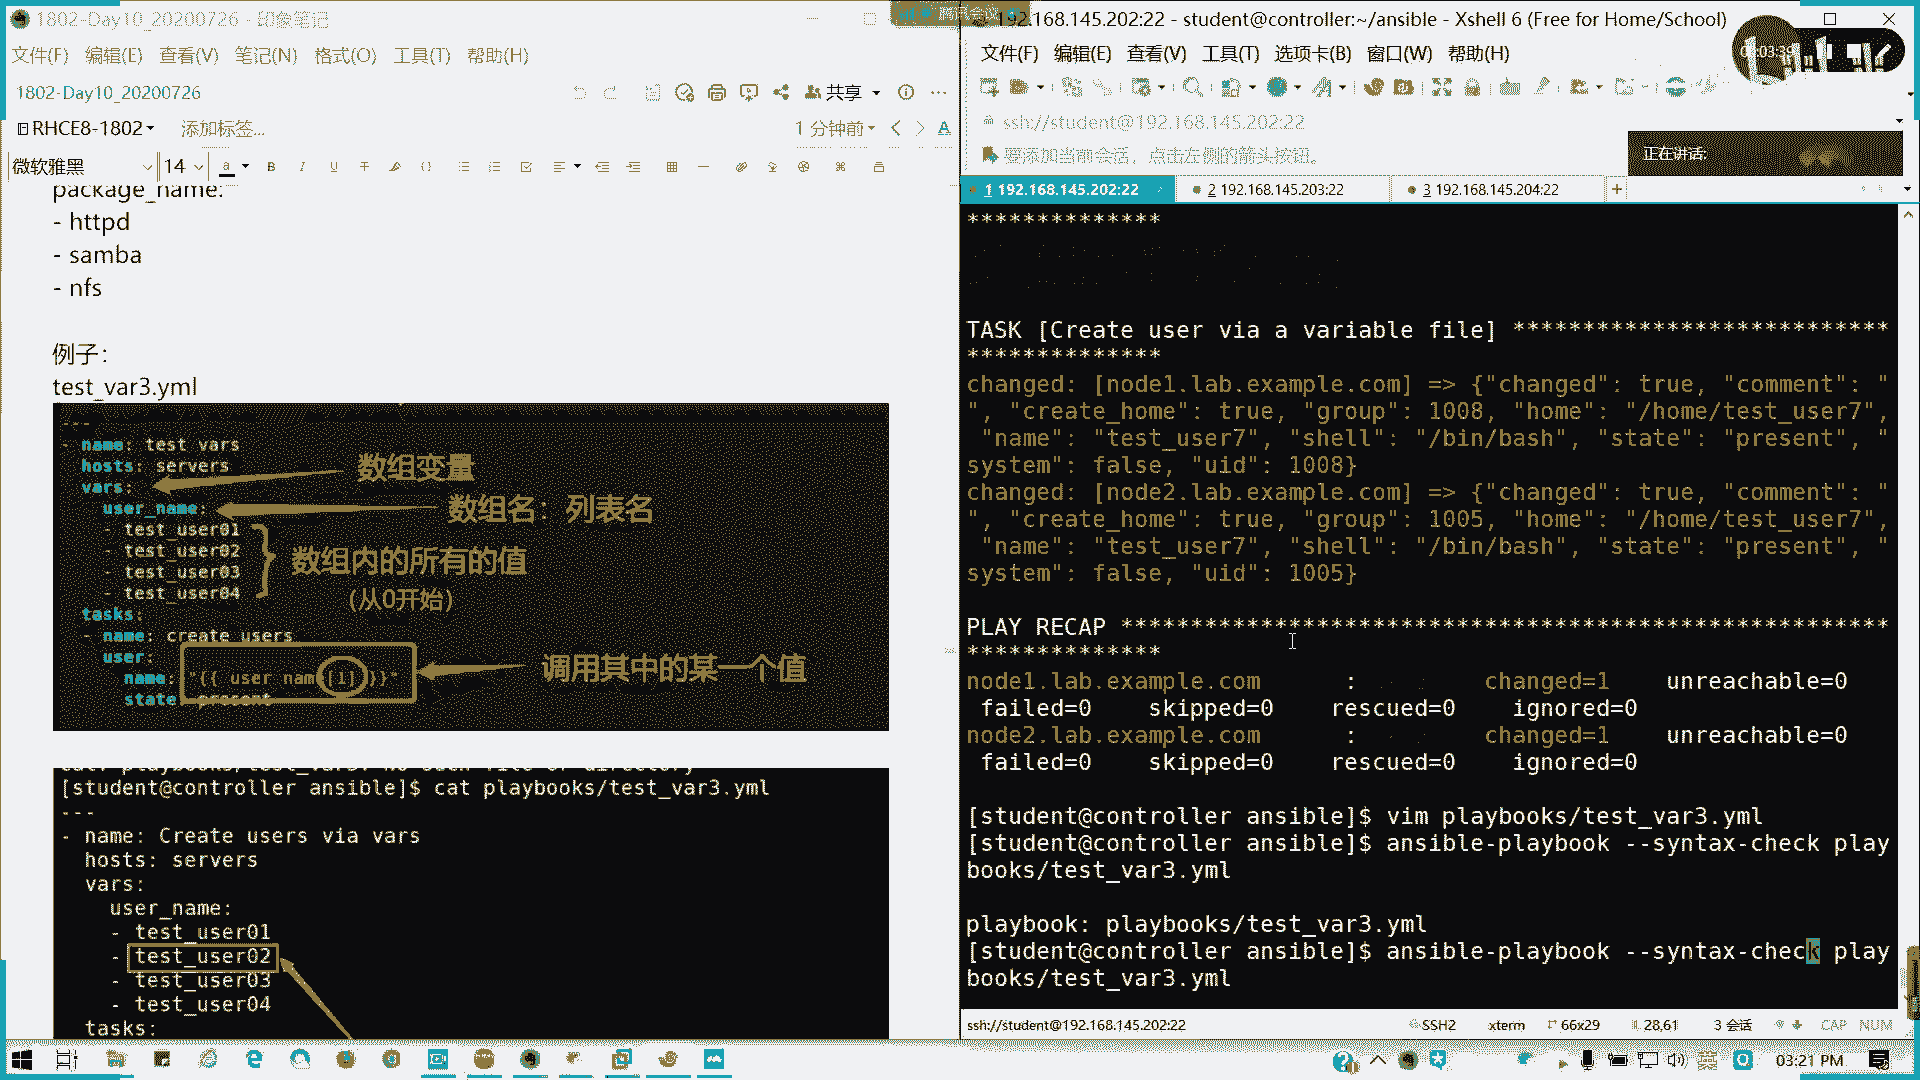 1802-Day10_20200726 - 印象笔记
文件(F) 编辑(E) 查看(V) 笔记(N) 格式(O) 工具(T) 帮助(H)
1802-Day10_20200726
共享
RHCE8-1802
添加标签...
1 分钟前
微软雅黑
14
package_name:
- httpd
- samba
- nfs
例子：
test_var3.yml
---
- name: test vars
hosts: servers
vars:
user_name:
- test_user01
- test_user02
- test_user03
- test_user04
tasks:
- name: create users
user:
name: "{{ user_name[1] }}"
state: present
数组变量
数组名：列表名
数组内的所有的值
(从0开始)
调用其中的某一个值
cat: playbooks/test_var3: No such file or directory
[student@controller ansible]$ cat playbooks/test_var3.yml
---
- name: Create users via vars
hosts: servers
vars:
user_name:
- test_user01
- test_user02
- test_user03
- test_user04
tasks:
192.168.145.202:22 - student@controller:~/ansible - Xshell 6 (Free for Home/School)
文件(F) 编辑(E) 查看(V) 工具(T) 选项卡(B) 窗口(W) 帮助(H)
ssh://student@192.168.145.202:22
要添加当前会话，点击左侧的箭头按钮。
正在讲话:
1 192.168.145.202:22
2 192.168.145.203:22
3 192.168.145.204:22
**************
TASK [Create user via a variable file] ***************************
**************
changed: [node1.lab.example.com] => {"changed": true, "comment": "
", "create_home": true, "group": 1008, "home": "/home/test_user7",
"name": "test_user7", "shell": "/bin/bash", "state": "present", "
system": false, "uid": 1008}
changed: [node2.lab.example.com] => {"changed": true, "comment": "
", "create_home": true, "group": 1005, "home": "/home/test_user7",
"name": "test_user7", "shell": "/bin/bash", "state": "present", "
system": false, "uid": 1005}
PLAY RECAP *******************************************************
**************
node1.lab.example.com : changed=1 unreachable=0
failed=0 skipped=0 rescued=0 ignored=0
node2.lab.example.com : changed=1 unreachable=0
failed=0 skipped=0 rescued=0 ignored=0
[student@controller ansible]$ vim playbooks/test_var3.yml
[student@controller ansible]$ ansible-playbook --syntax-check play
books/test_var3.yml
playbook: playbooks/test_var3.yml
[student@controller ansible]$ ansible-playbook --syntax-check play
books/test_var3.yml
ssh://student@192.168.145.202:22
SSH2
xterm
66x29
28,61
3 会话
CAP NUM
03:21 PM